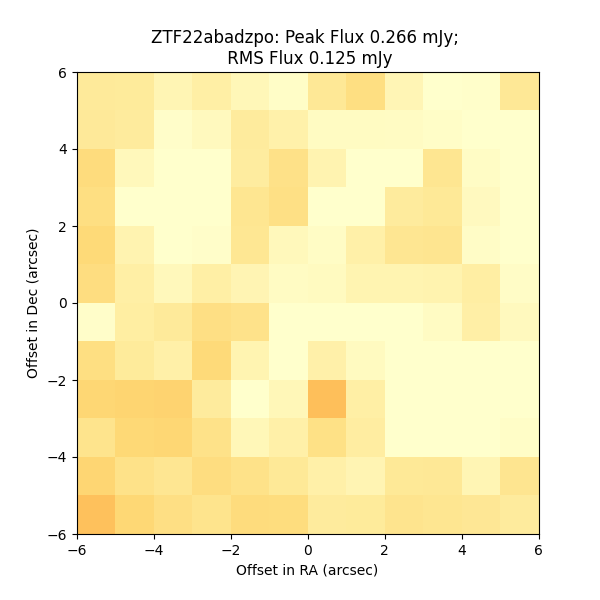 ZTF22abadzpo: Peak Flux 0.266 mJy;
RMS Flux 0.125 mJy
6
4
2
0
−2
−4
−6
Offset in Dec (arcsec)
−6 −4 −2 0 2 4 6
Offset in RA (arcsec)